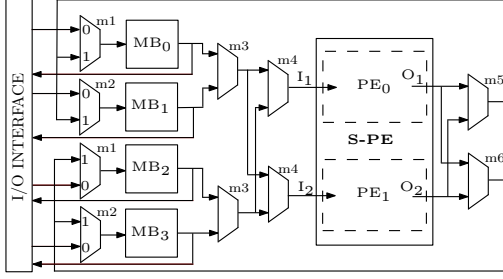 I/O INTERFACE
m1
0
1
MB0
m2
0
1
MB1
m1
1
0
MB2
m2
1
0
MB3
m3
m3
m4
m4
I1
I2
PE0
O1
S-PE
PE1
O2
m5
m6